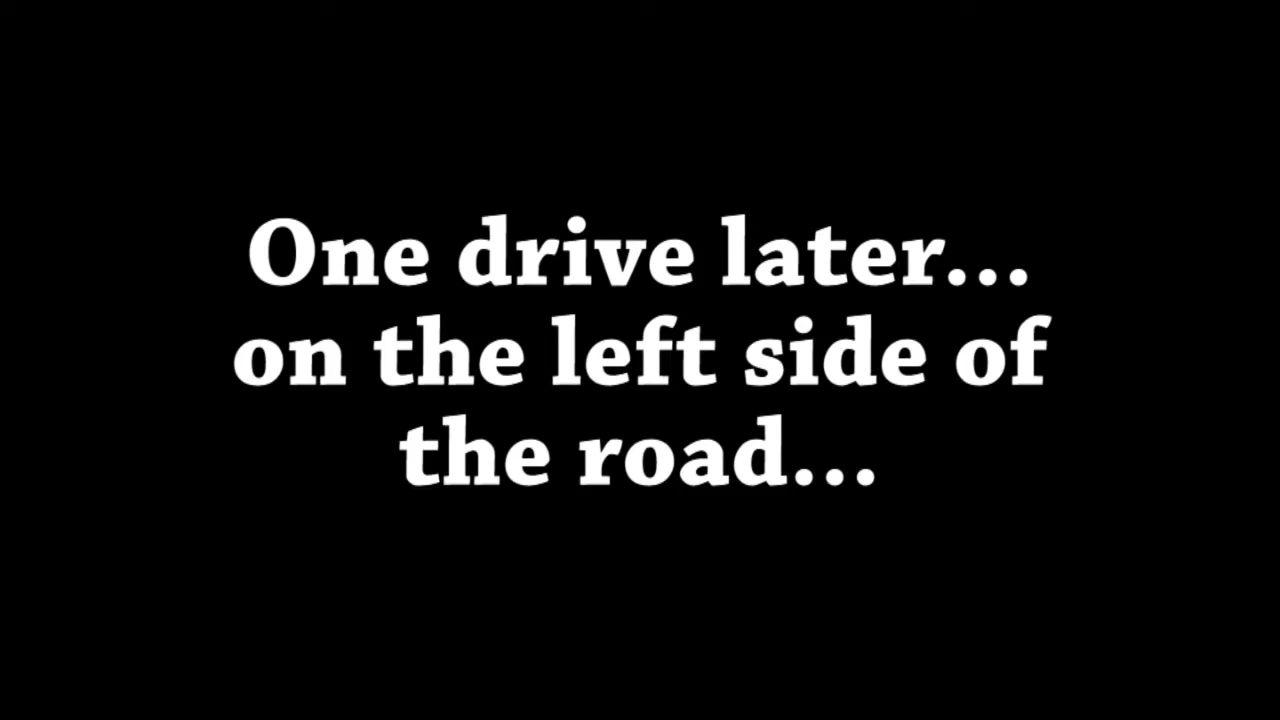 One drive later...
on the left side of
the road...